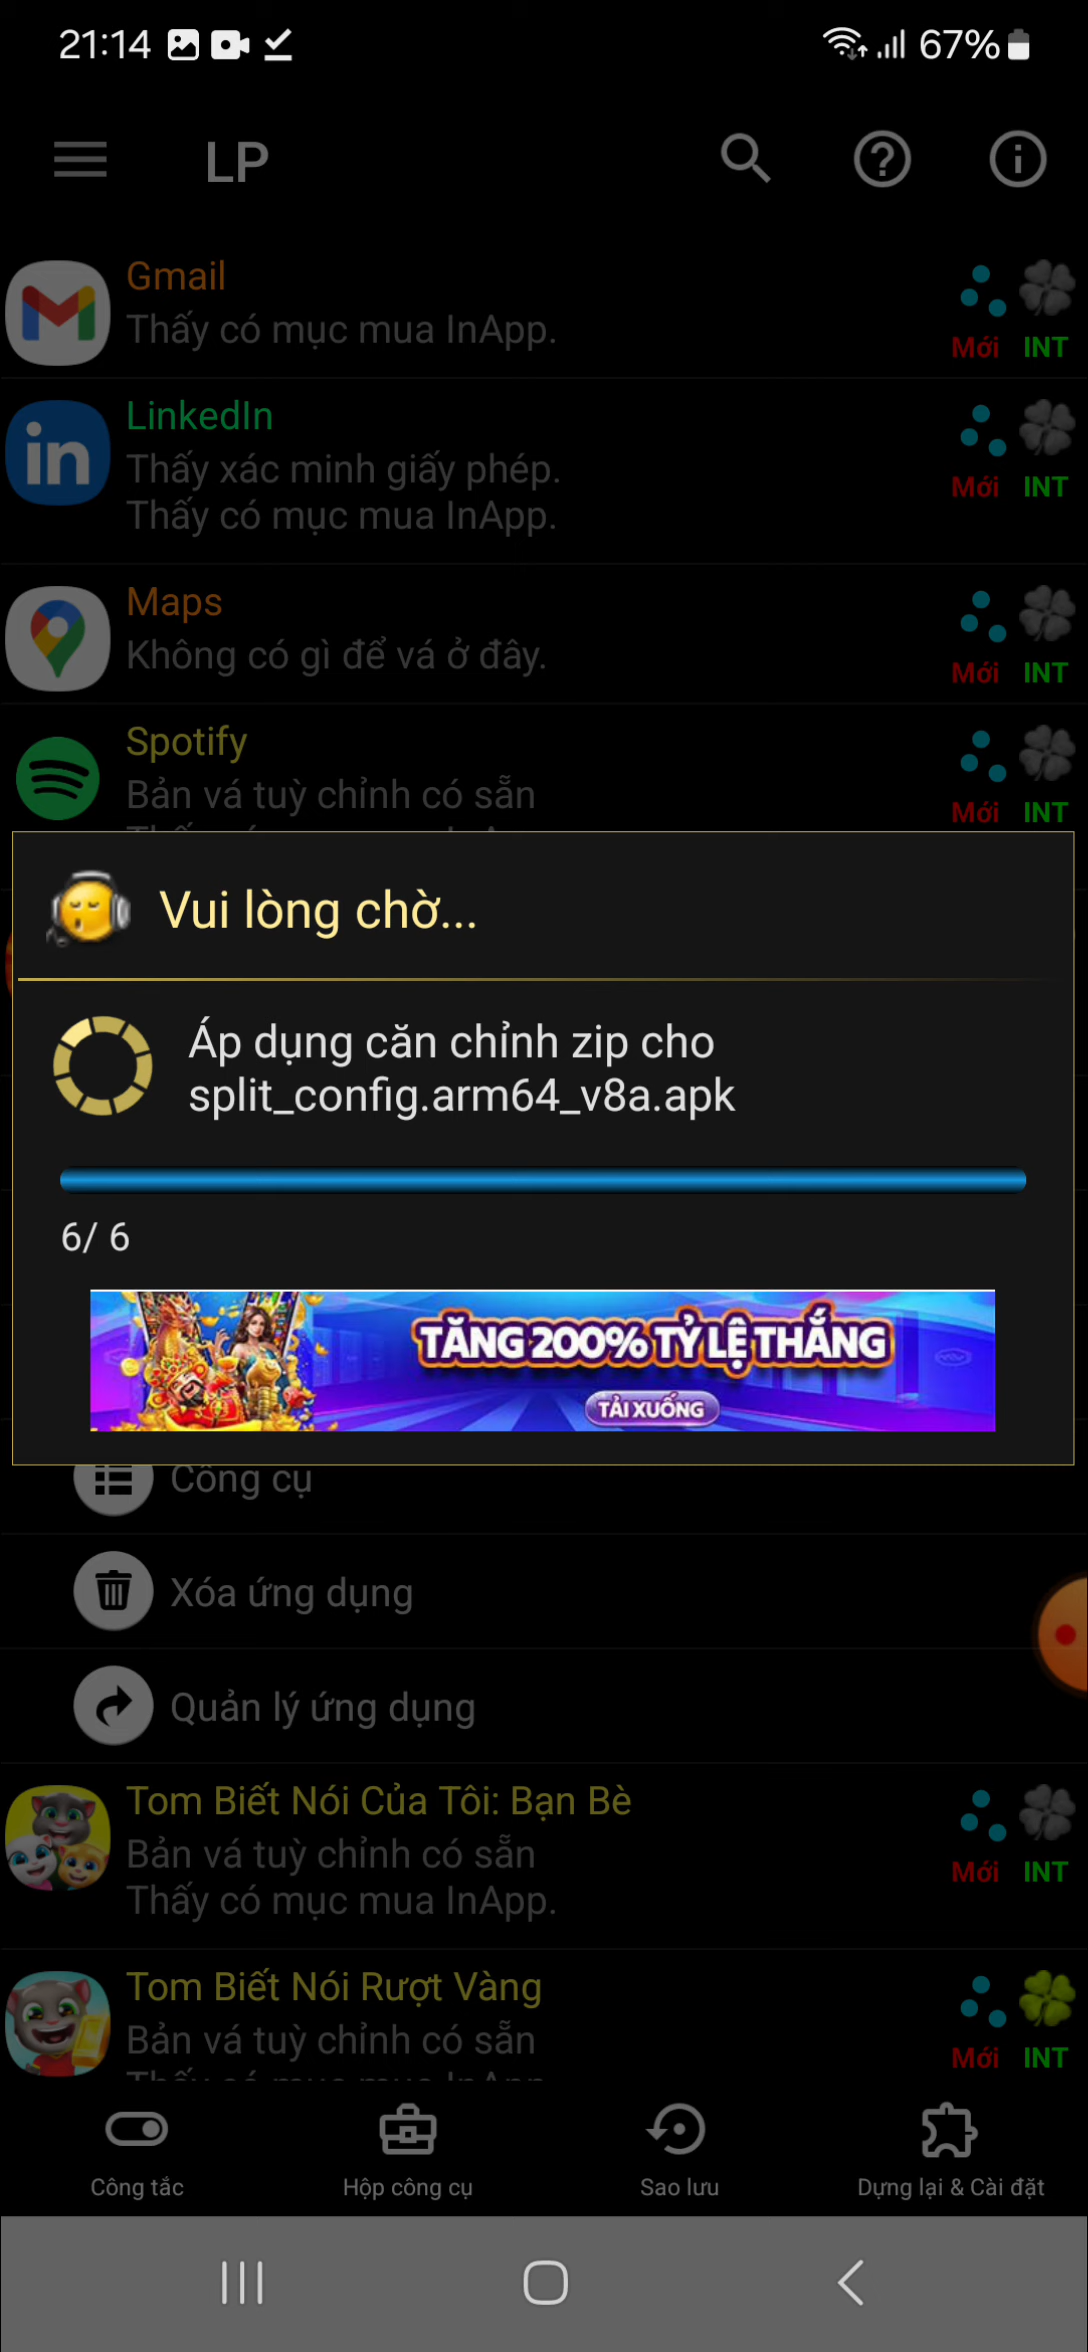 21:14
67%
LP
Gmail
Thấy có mục mua InApp.
Mới INT
LinkedIn
Thấy xác minh giấy phép.
Thấy có mục mua InApp.
Mới INT
Maps
Không có gì để vá ở đây.
Mới INT
Spotify
Bản vá tuỳ chỉnh có sẵn
Mới INT
Vui lòng chờ...
Áp dụng căn chỉnh zip cho
split_config.arm64_v8a.apk
6/ 6
TĂNG 200% TỶ LỆ THẮNG
TẢI XUỐNG
Công cụ
Xóa ứng dụng
Quản lý ứng dụng
Tom Biết Nói Của Tôi: Bạn Bè
Bản vá tuỳ chỉnh có sẵn
Thấy có mục mua InApp.
Mới INT
Tom Biết Nói Rượt Vàng
Bản vá tuỳ chỉnh có sẵn
Mới INT
Công tắc
Hộp công cụ
Sao lưu
Dựng lại & Cài đặt